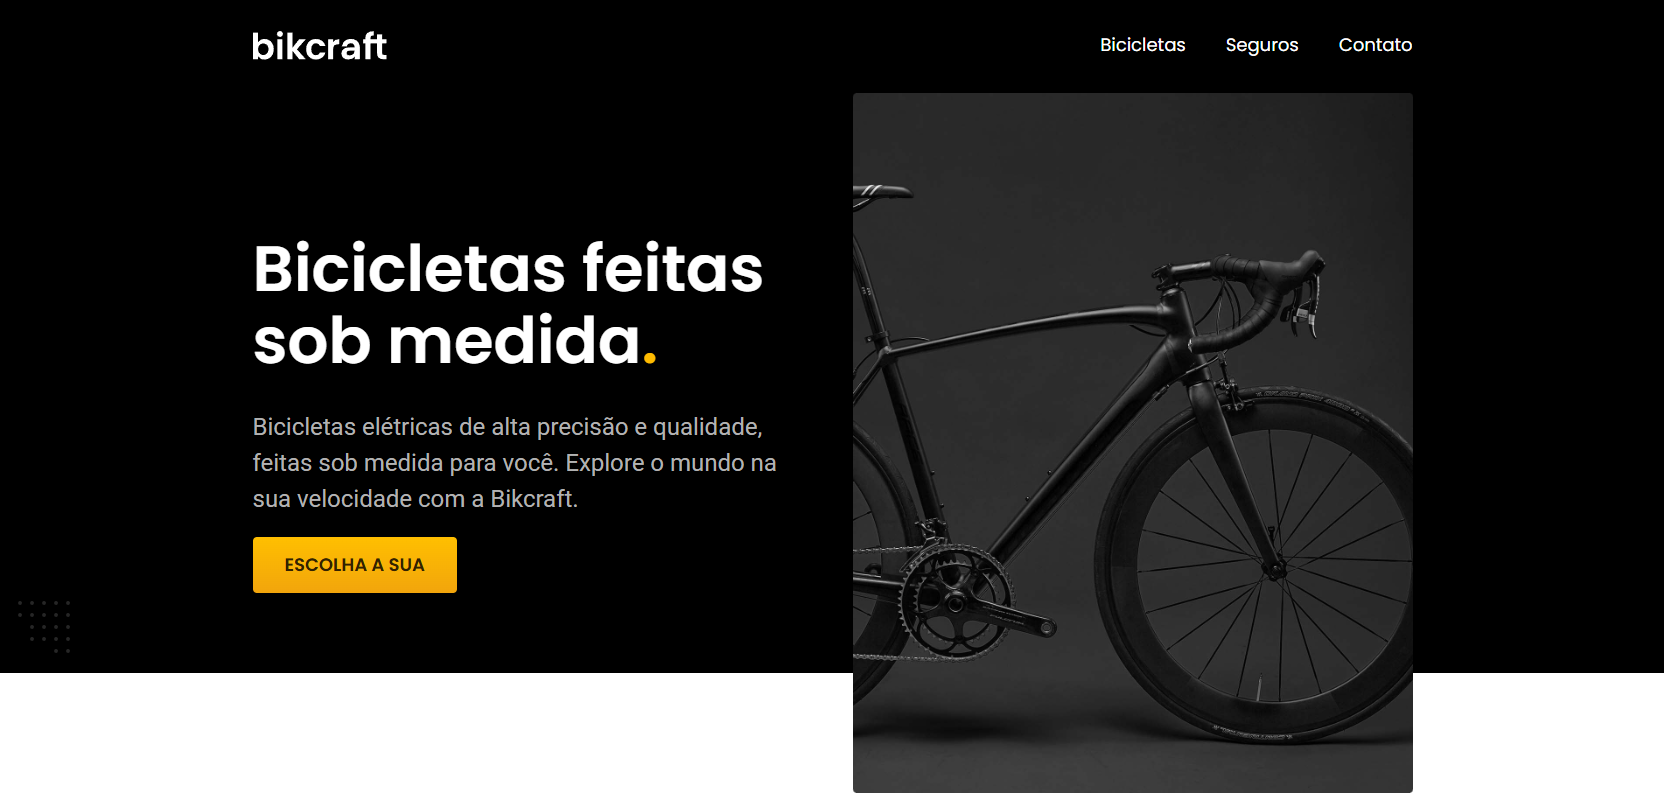 bikcraft
Bicicletas
Seguros
Contato
Bicicletas feitas
sob medida.
Bicicletas elétricas de alta precisão e qualidade,
feitas sob medida para você. Explore o mundo na
sua velocidade com a Bikcraft.
ESCOLHA A SUA